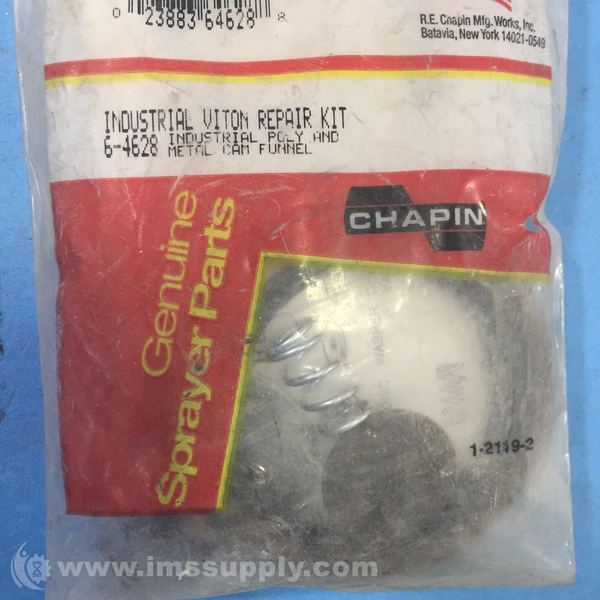 0 23883 64628 8
R.E. Chapin Mfg. Works, Inc.
Batavia, New York 14021-0549
INDUSTRIAL VITON REPAIR KIT
6-4628 INDUSTRIAL POLY AND
METAL CAM FUNNEL
CHAPIN
Genuine
Sprayer Parts
WASHER
1-2119-2
www.imssupply.com